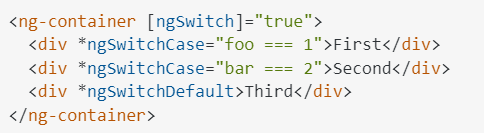 <ng-container [ngSwitch]="true">
  <div *ngSwitchCase="foo === 1">First</div>
  <div *ngSwitchCase="bar === 2">Second</div>
  <div *ngSwitchDefault>Third</div>
</ng-container>